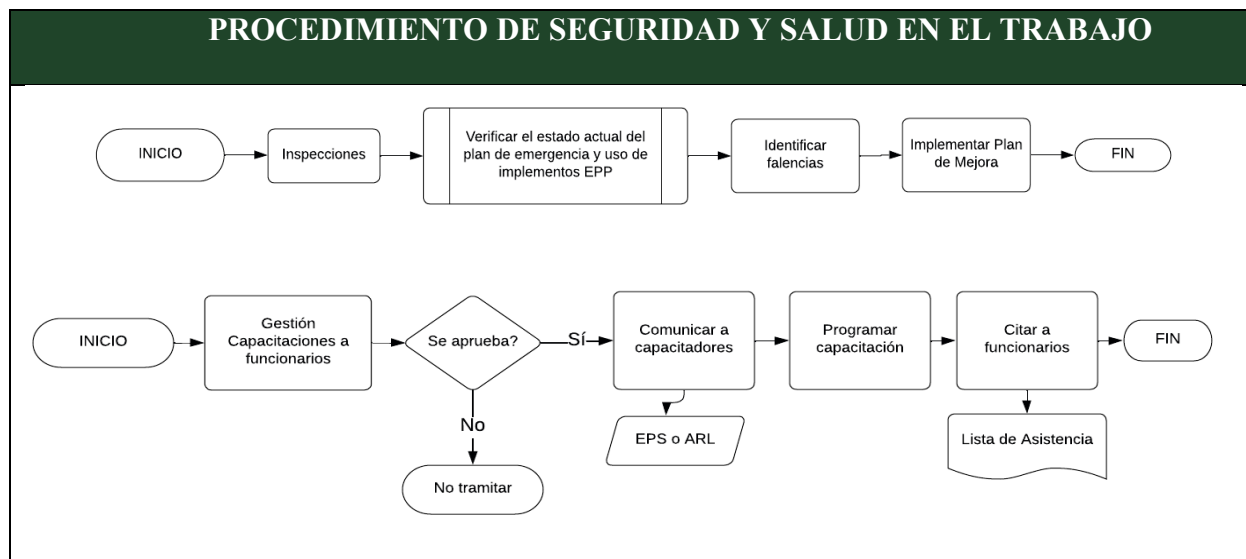 PROCEDIMIENTO DE SEGURIDAD Y SALUD EN EL TRABAJO
INICIO
Inspecciones
Verificar el estado actual del
plan de emergencia y uso de
implementos EPP
Identificar
falencias
Implementar Plan
de Mejora
FIN
INICIO
Gestión
Capacitaciones a
funcionarios
Se aprueba?
Sí
No
No tramitar
Comunicar a
capacitadores
EPS o ARL
Programar
capacitación
Citar a
funcionarios
Lista de Asistencia
FIN